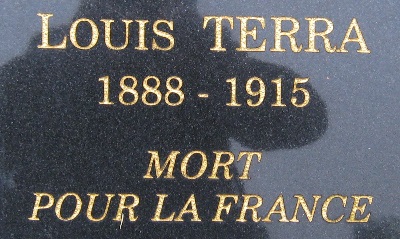 LOUIS TERRA
1888 - 1915
MORT
POUR LA FRANCE